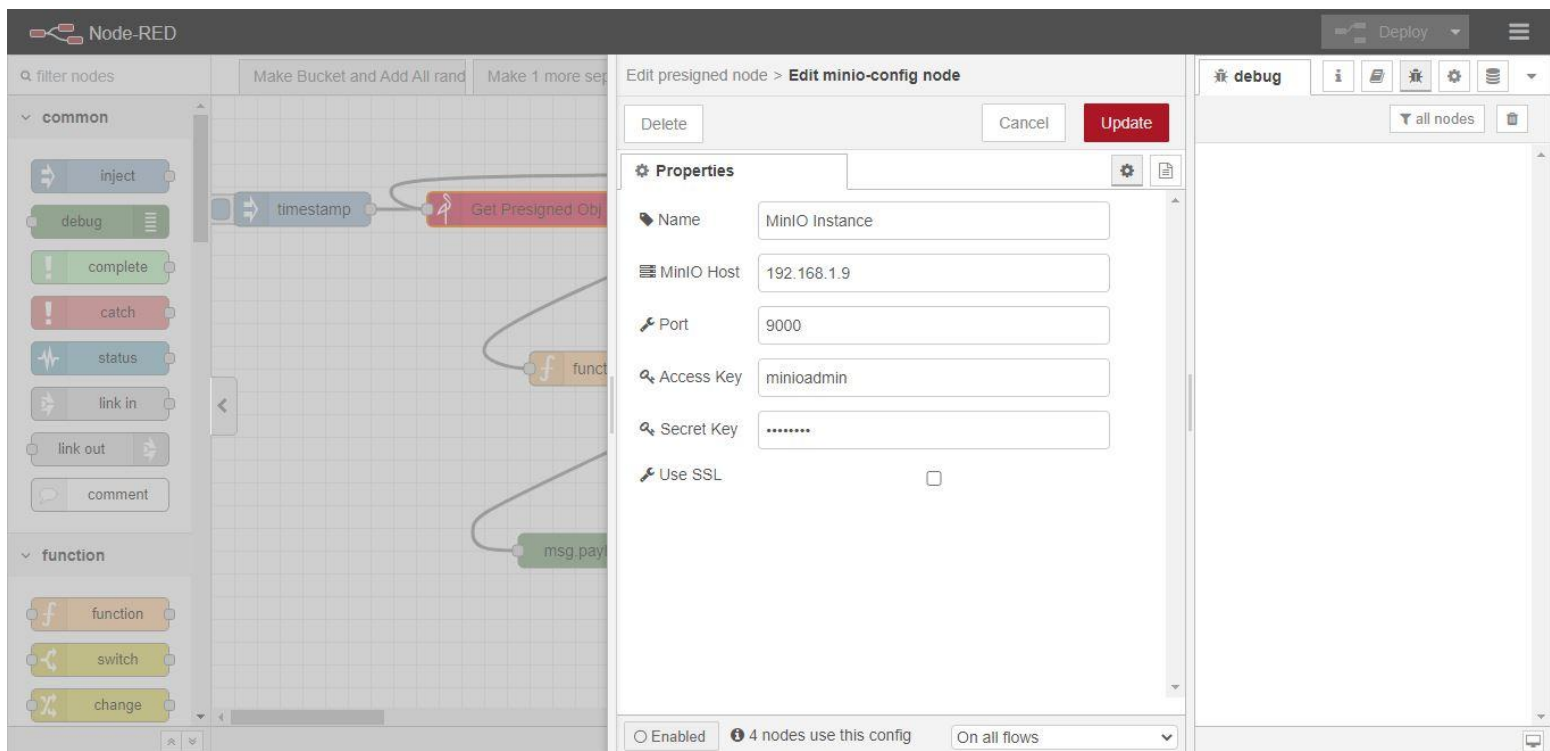 Node-RED
Deploy
filter nodes
Make Bucket and Add All rand
Make 1 more sep
Edit presigned node > Edit minio-config node
debug
i
common
Delete
Cancel
Update
all nodes
inject
Properties
timestamp
Get Presigned Obj
Name
MinIO Instance
debug
complete
MinIO Host
192.168.1.9
catch
Port
9000
status
funct
Access Key
minioadmin
link in
Secret Key
••••••••
link out
Use SSL
comment
function
msg.payl
function
switch
change
Enabled
4 nodes use this config
On all flows